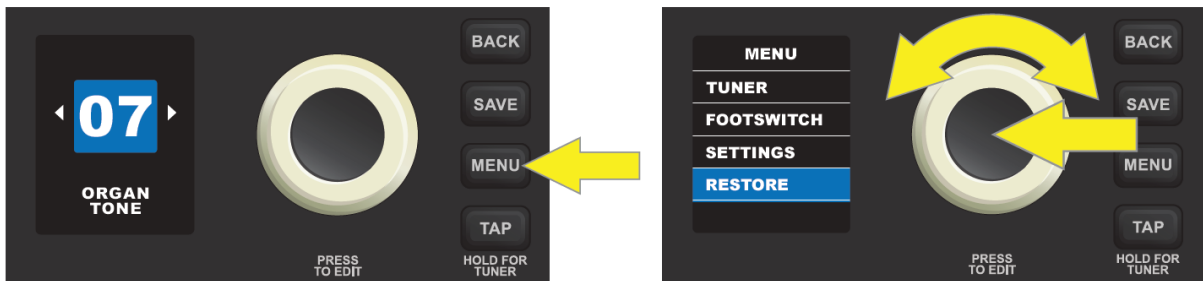 07
ORGAN
TONE
BACK
SAVE
MENU
TAP
PRESS
TO EDIT
HOLD FOR
TUNER
MENU
TUNER
FOOTSWITCH
SETTINGS
RESTORE
BACK
SAVE
MENU
TAP
PRESS
TO EDIT
HOLD FOR
TUNER